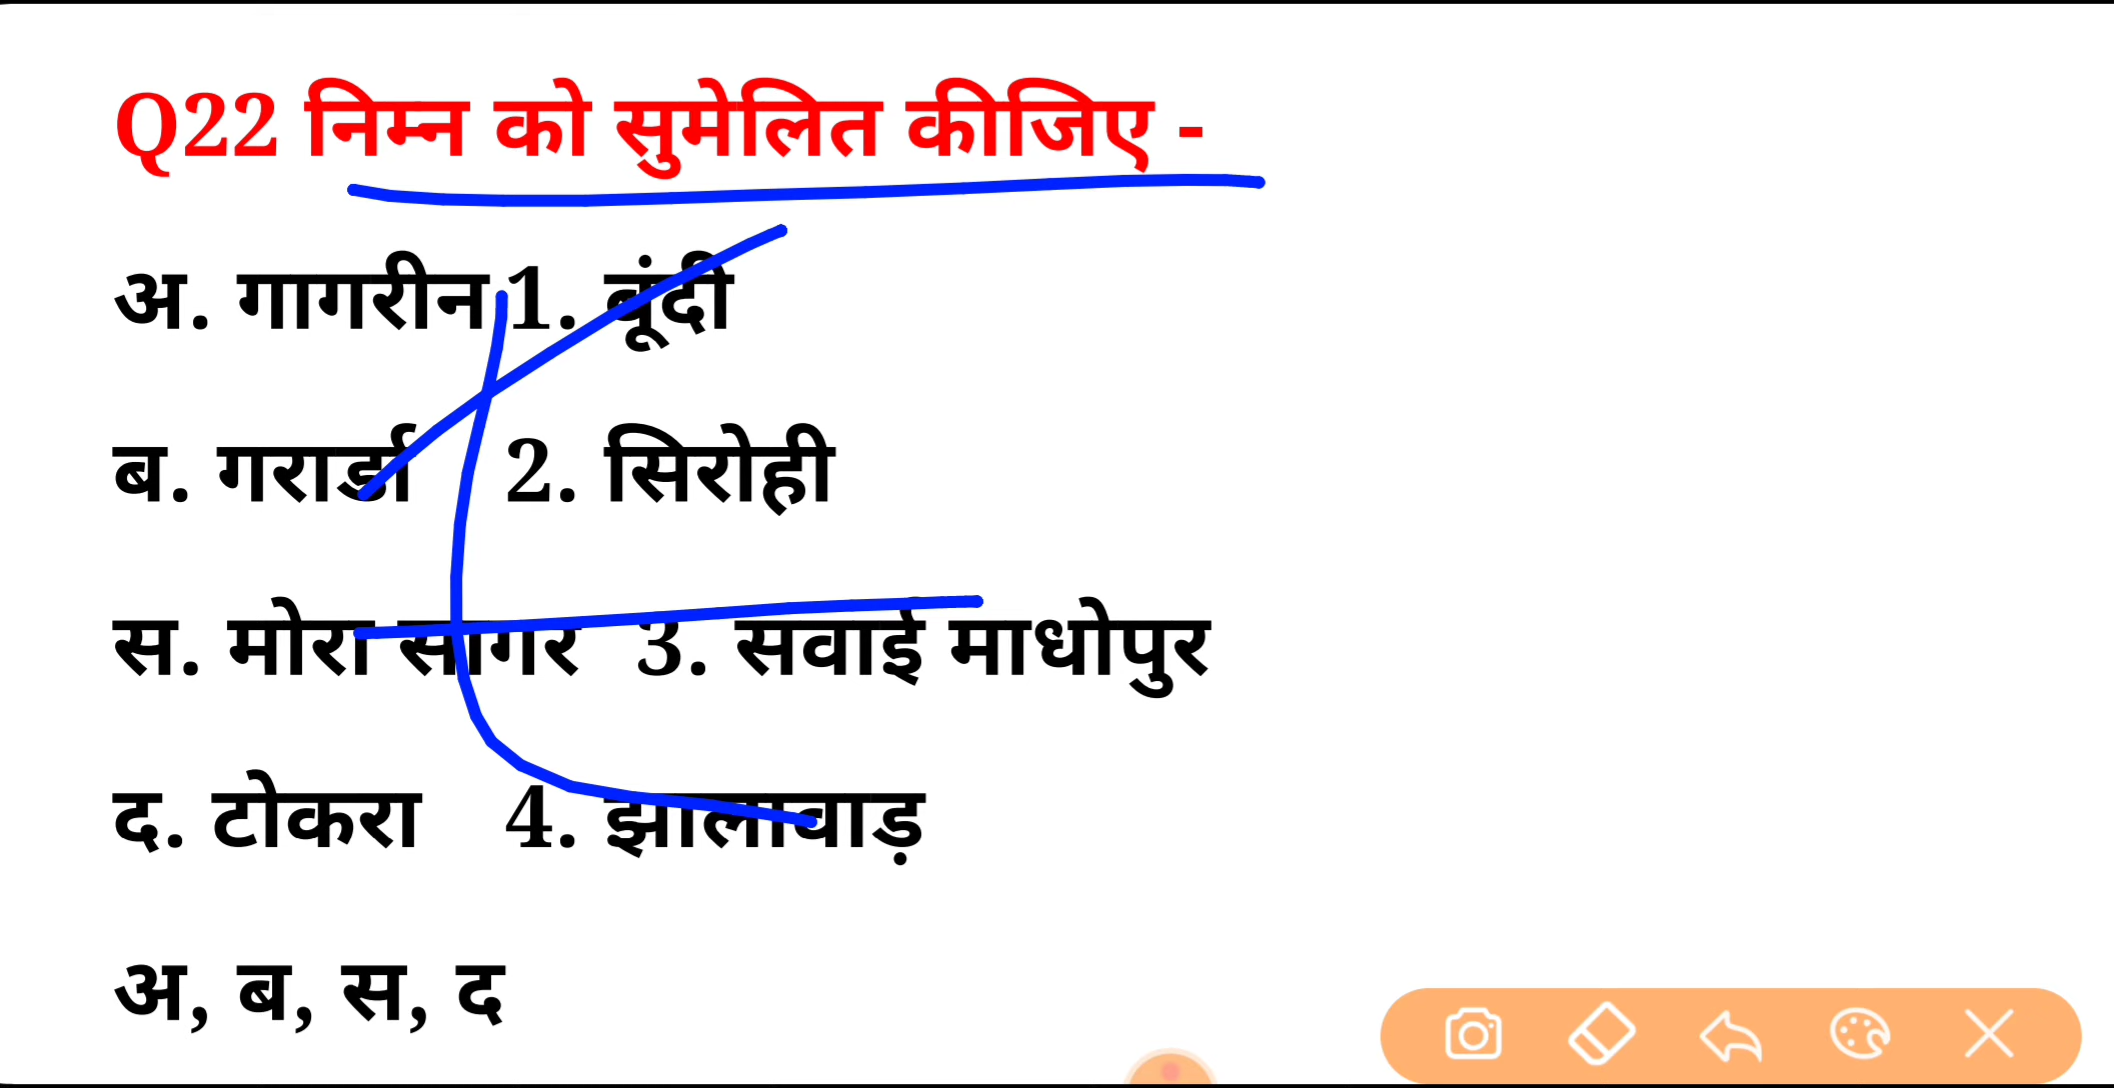 Q22 निम्न को सुमेलित कीजिए -
अ. गागरीन 1. बूंदी
ब. गरार्डा 2. सिरोही
स. मोरा सागर 3. सवाई माधोपुर
द. टोकरा 4. झालावाड़
अ, ब, स, द